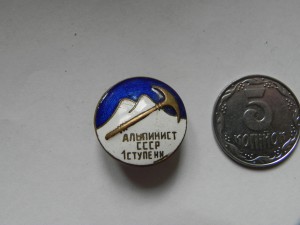 АЛЬПИНИСТ
СССР
1 СТУПЕНИ
5
КОПІЙОК